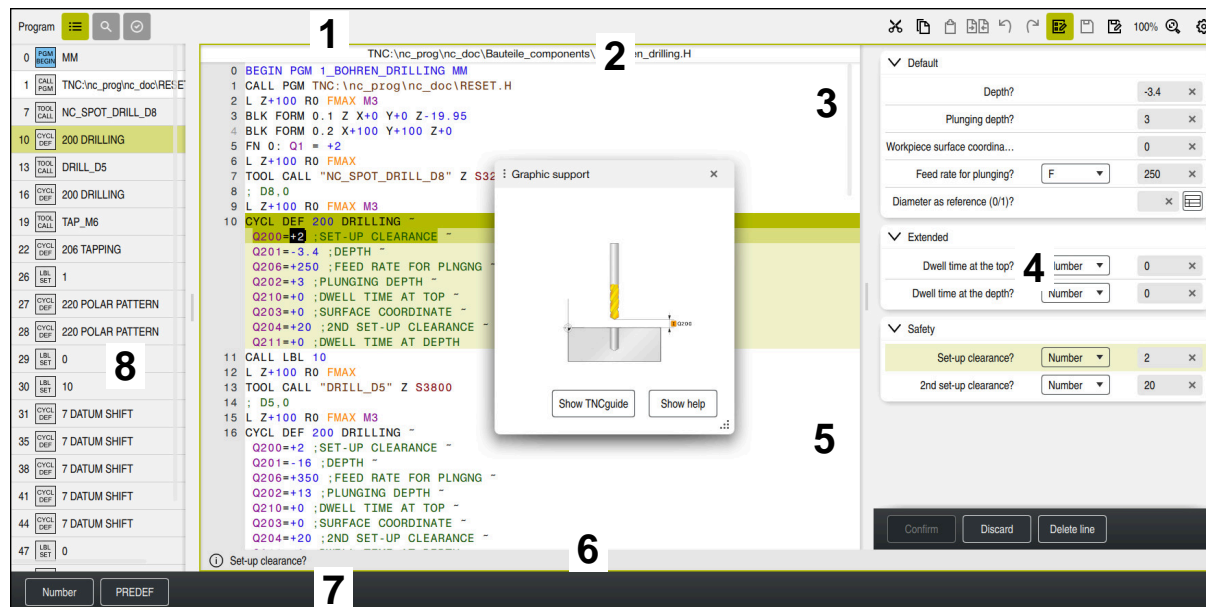 Program
1
100%
TNC:\nc_prog\nc_doc\Bauteile_components\
2
en_drilling.H
0 PGM BEGIN MM
1 CALL PGM TNC:\nc_prog\nc_doc\RESE
7 TOOL CALL NC_SPOT_DRILL_D8
10 CYCL DEF 200 DRILLING
13 TOOL CALL DRILL_D5
16 CYCL DEF 200 DRILLING
19 TOOL CALL TAP_M6
22 CYCL DEF 206 TAPPING
26 LBL SET 1
27 CYCL DEF 220 POLAR PATTERN
28 CYCL DEF 220 POLAR PATTERN
29 LBL SET 0
8
30 LBL SET 10
31 CYCL DEF 7 DATUM SHIFT
35 CYCL DEF 7 DATUM SHIFT
38 CYCL DEF 7 DATUM SHIFT
41 CYCL DEF 7 DATUM SHIFT
44 CYCL DEF 7 DATUM SHIFT
47 LBL SET 0
0 BEGIN PGM 1_BOHREN_DRILLING MM
1 CALL PGM TNC:\nc_prog\nc_doc\RESET.H
2 L Z+100 R0 FMAX M3
3 BLK FORM 0.1 Z X+0 Y+0 Z-19.95
4 BLK FORM 0.2 X+100 Y+100 Z+0
5 FN 0: Q1 = +2
6 L Z+100 R0 FMAX
7 TOOL CALL "NC_SPOT_DRILL_D8" Z S32
8 ; D8,0
9 L Z+100 R0 FMAX M3
10 CYCL DEF 200 DRILLING ~
Q200=+2 ;SET-UP CLEARANCE ~
Q201=-3.4 ;DEPTH ~
Q206=+250 ;FEED RATE FOR PLNGNG ~
Q202=+3 ;PLUNGING DEPTH ~
Q210=+0 ;DWELL TIME AT TOP ~
Q203=+0 ;SURFACE COORDINATE ~
Q204=+20 ;2ND SET-UP CLEARANCE ~
Q211=+0 ;DWELL TIME AT DEPTH
11 CALL LBL 10
12 L Z+100 R0 FMAX
13 TOOL CALL "DRILL_D5" Z S3800
14 ; D5,0
15 L Z+100 R0 FMAX M3
16 CYCL DEF 200 DRILLING ~
Q200=+2 ;SET-UP CLEARANCE ~
Q201=-16 ;DEPTH ~
Q206=+350 ;FEED RATE FOR PLNGNG ~
Q202=+13 ;PLUNGING DEPTH ~
Q210=+0 ;DWELL TIME AT TOP ~
Q203=+0 ;SURFACE COORDINATE ~
Q204=+20 ;2ND SET-UP CLEARANCE ~
3
Graphic support
Q200
Show TNCguide
Show help
5
Default
Depth? -3.4
Plunging depth? 3
Workpiece surface coordina... 0
Feed rate for plunging? F 250
Diameter as reference (0/1)?
Extended
Dwell time at the top? umber 0
4
Dwell time at the depth? Number 0
Safety
Set-up clearance? Number 2
2nd set-up clearance? Number 20
Confirm
Discard
Delete line
Set-up clearance?
6
Number
PREDEF
7